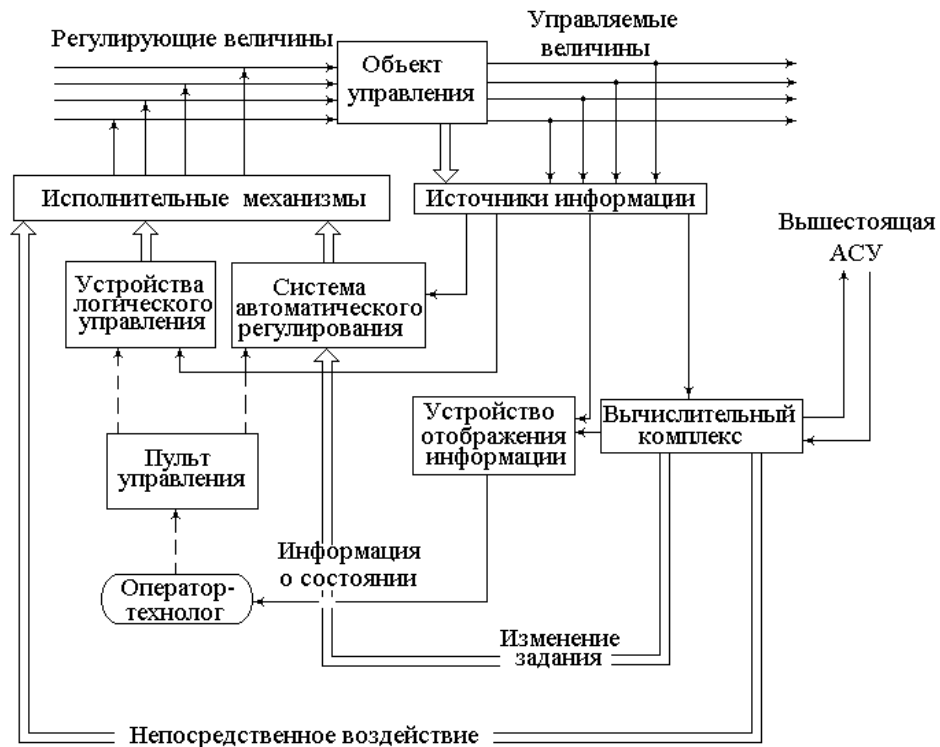 Регулирующие величины
Управляемые
величины
Объект
управления
Исполнительные механизмы
Источники информации
Вышестоящая
АСУ
Устройства
логического
управления
Система
автоматического
регулирования
Устройство
отображения
информации
Вычислительный
комплекс
Пульт
управления
Информация
о состоянии
Оператор-
технолог
Изменение
задания
Непосредственное воздействие